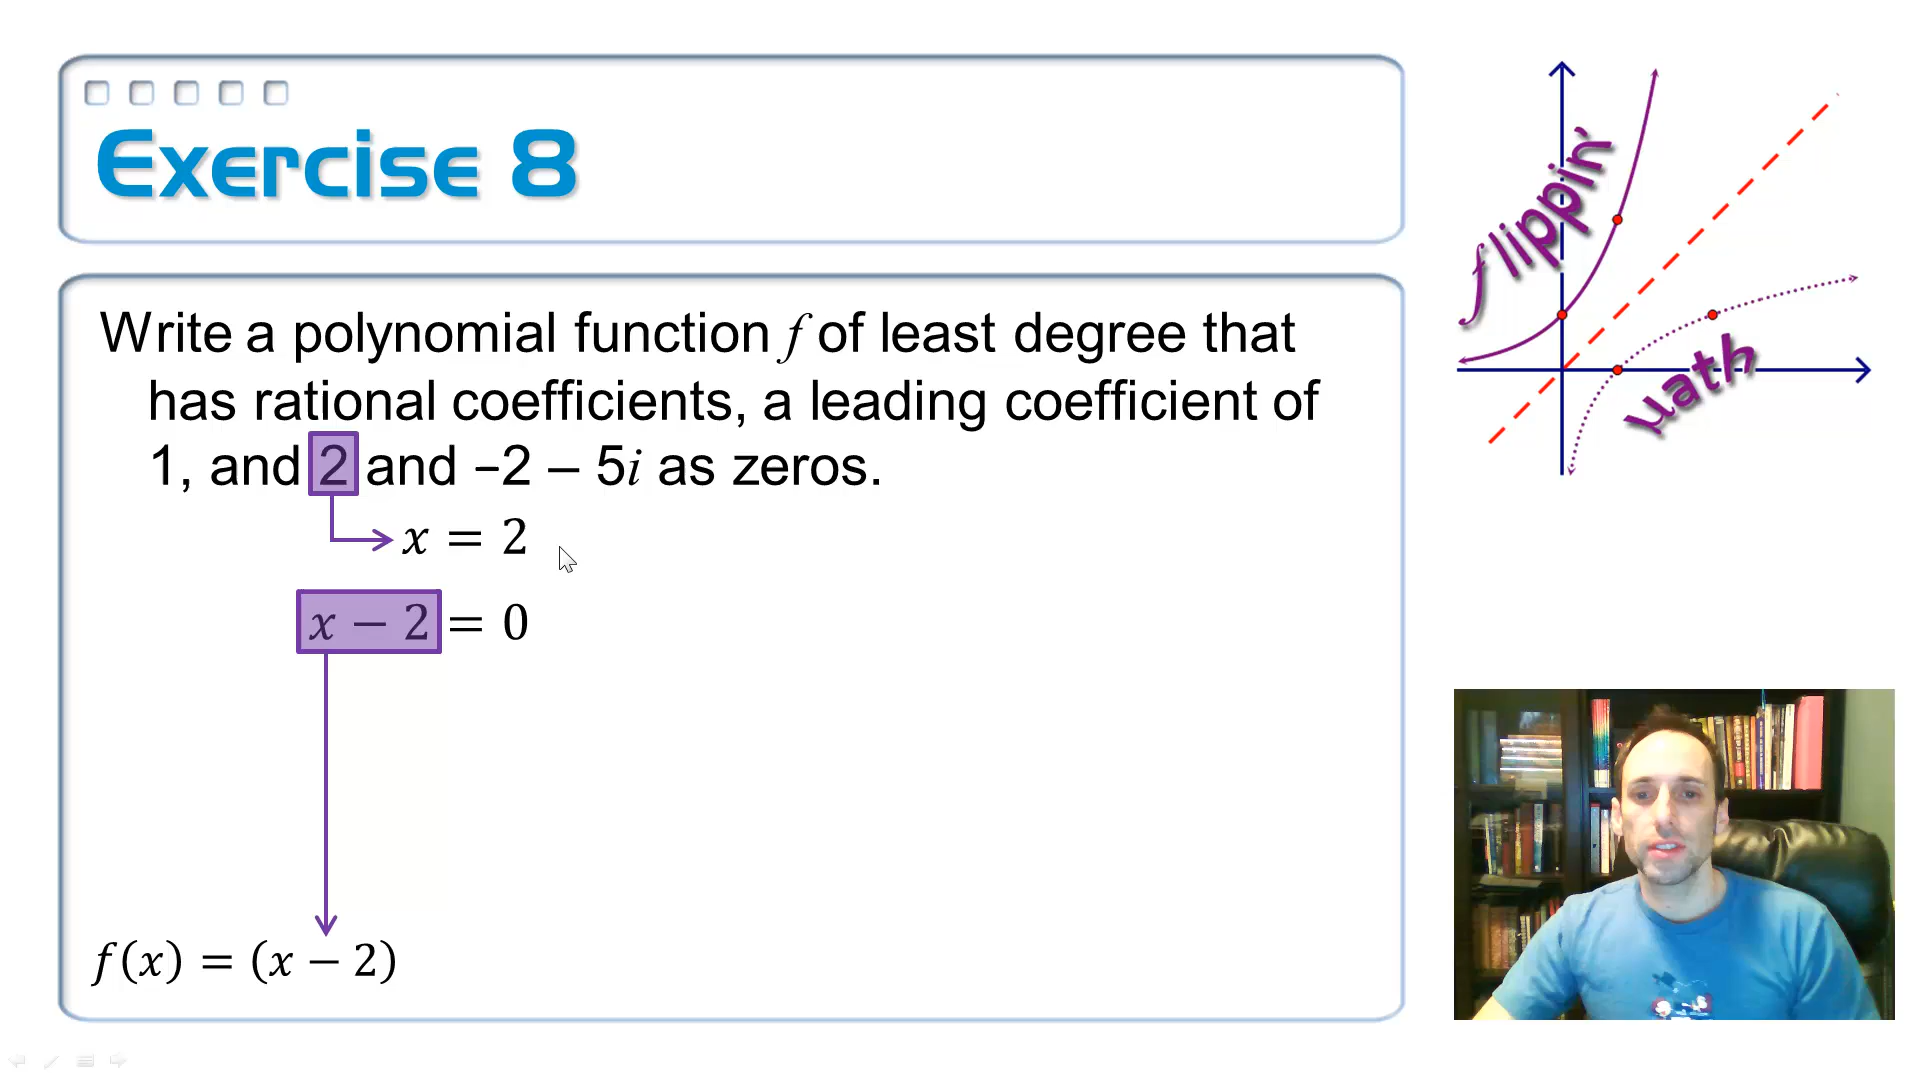 Exercise 8
Write a polynomial function f of least degree that
has rational coefficients, a leading coefficient of
1, and 2 and –2 – 5i as zeros.
x = 2
x − 2 = 0
f(x) = (x − 2)
flippin'
math